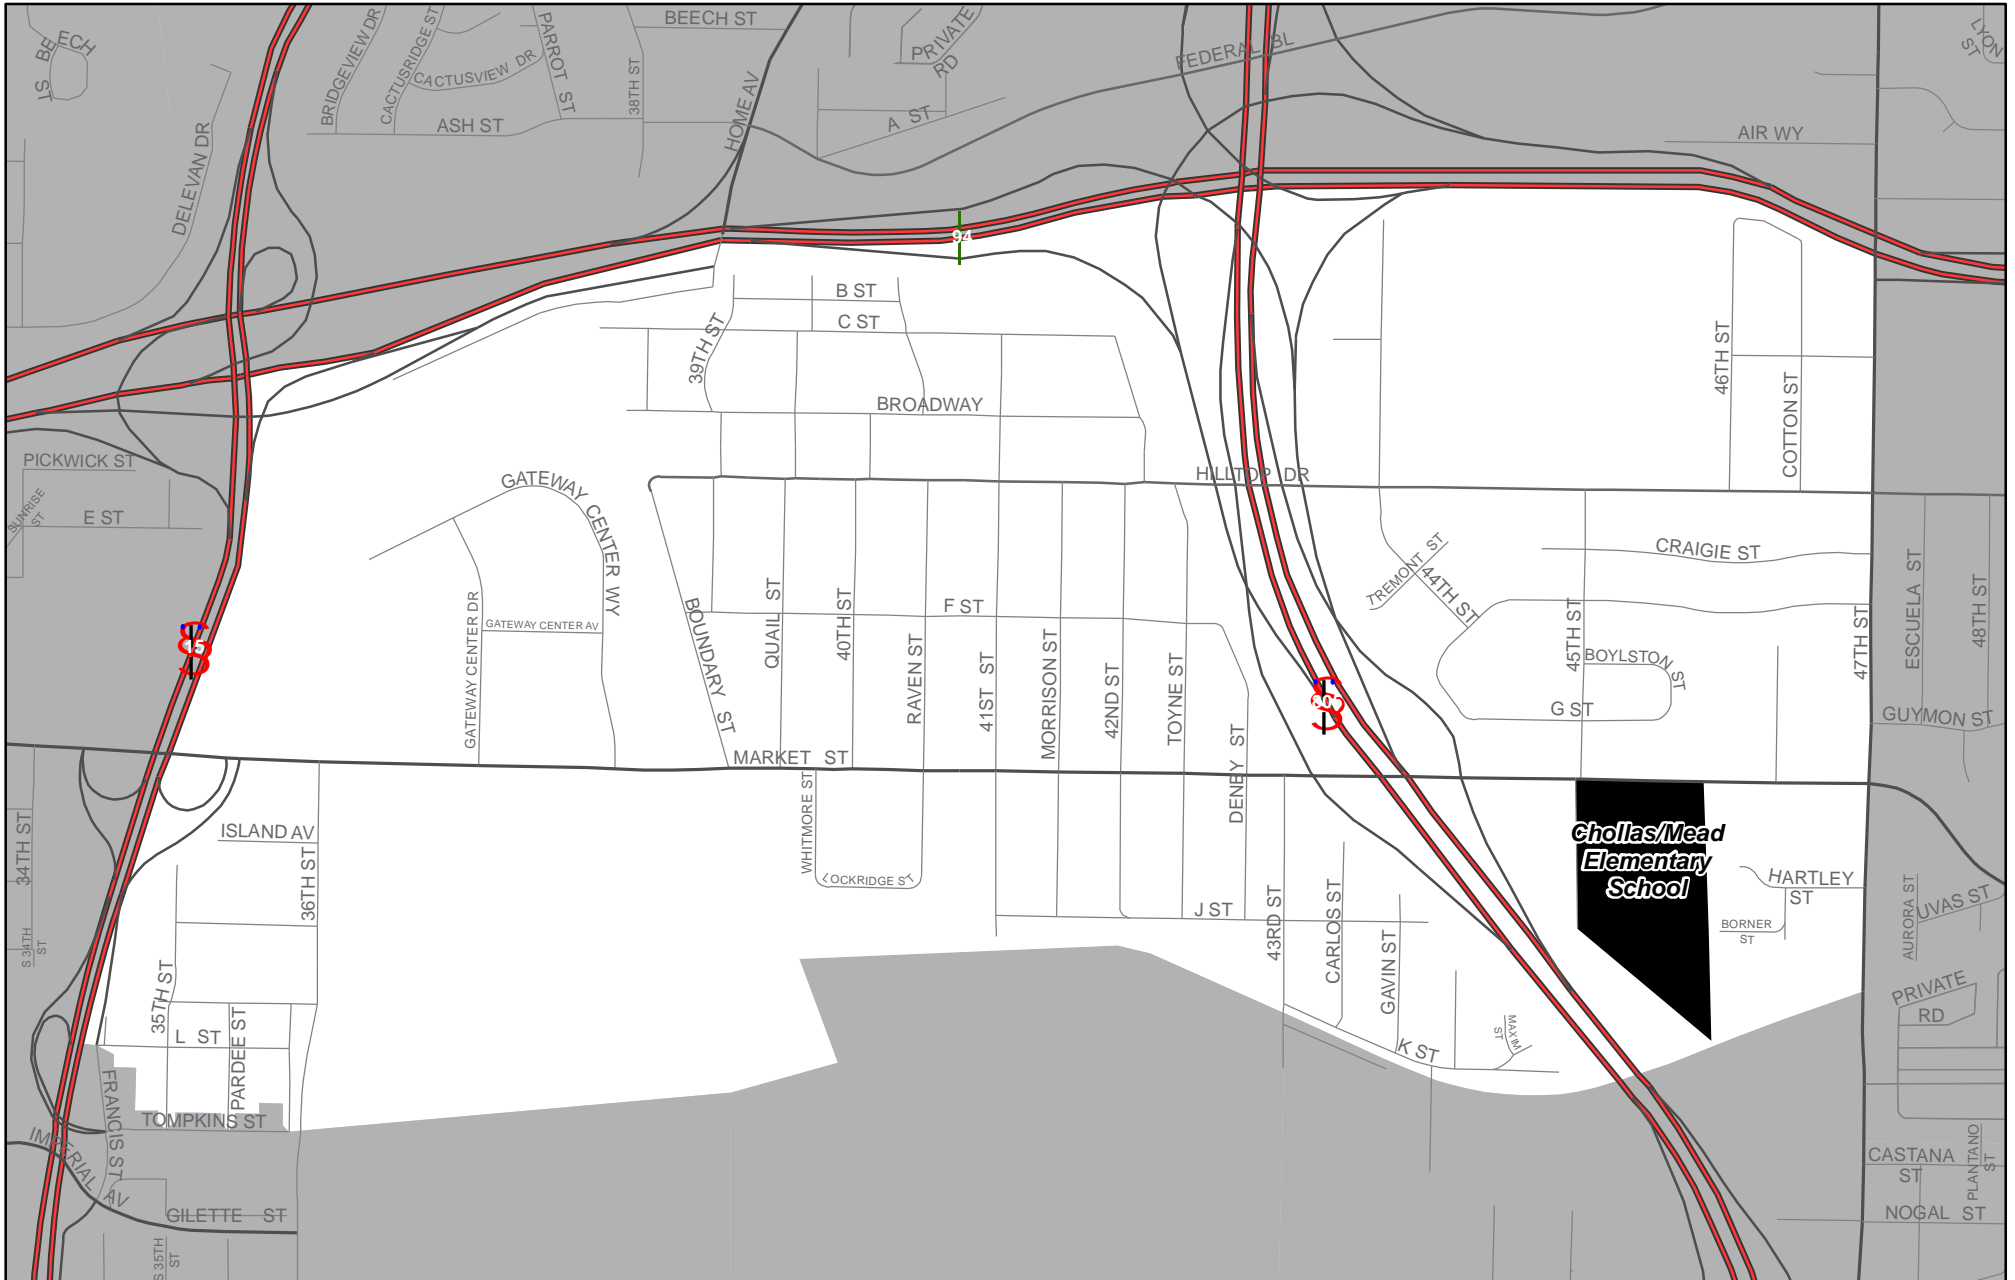 BEECH
ST
BRIDGEVIEW DR
CACTUSRIDGE ST
CACTUSVIEW DR
PARROT ST
38TH ST
BEECH ST
HOME AV
PRIVATE
RD
FEDERAL BL
LYON
ST
DELEVAN DR
ASH ST
A ST
AIR WY
94
B ST
C ST
39TH ST
BROADWAY
46TH ST
COTTON ST
PICKWICK ST
SUNRISE
ST
E ST
GATEWAY CENTER WY
HILLTOP DR
CRAIGIE ST
TREMONT ST
44TH ST
ESCUELA ST
48TH ST
GATEWAY CENTER DR
GATEWAY CENTER AV
BOUNDARY ST
QUAIL ST
40TH ST
F ST
RAVEN ST
41ST ST
MORRISON ST
42ND ST
TOYNE ST
DENBY ST
45TH ST
BOYLSTON ST
G ST
47TH ST
GUYMON ST
15
805
MARKET ST
WHITMORE ST
LOCKRIDGE ST
34TH ST
S 34TH
ST
ISLAND AV
36TH ST
J ST
43RD ST
CARLOS ST
GAVIN ST
Chollas/Mead
Elementary
School
HARTLEY
ST
BORNER
ST
AURORA ST
UVAS ST
PRIVATE
RD
35TH ST
L ST
PARDEE ST
K ST
MAXIM
ST
FRANCIS ST
TOMPKINS ST
IMPERIAL AV
GILETTE ST
S 35TH
ST
CASTANA
ST
PLANTANO
ST
NOGAL ST